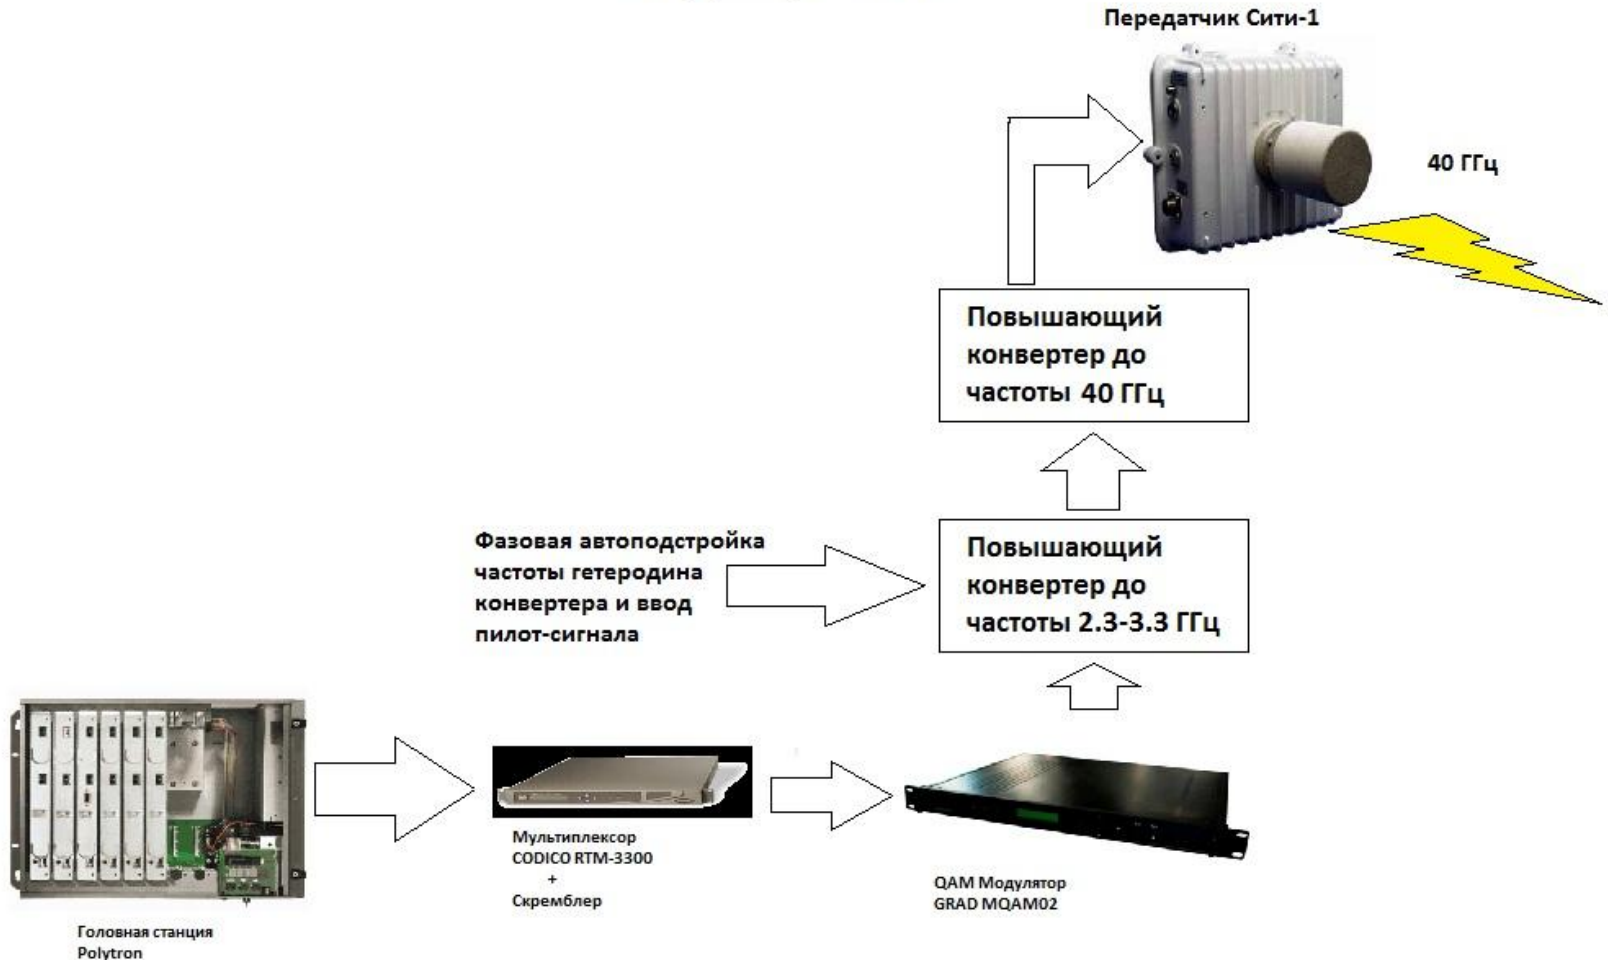 Передатчик Сити-1
40 ГГц
Повышающий
конвертер до
частоты 40 ГГц
Фазовая автоподстройка
частоты гетеродина
конвертера и ввод
пилот-сигнала
Повышающий
конвертер до
частоты 2.3-3.3 ГГц
Головная станция
Polytron
Мультиплексор
CODICO RTM-3300
+
Скремблер
QAM Модулятор
GRAD MQAM02